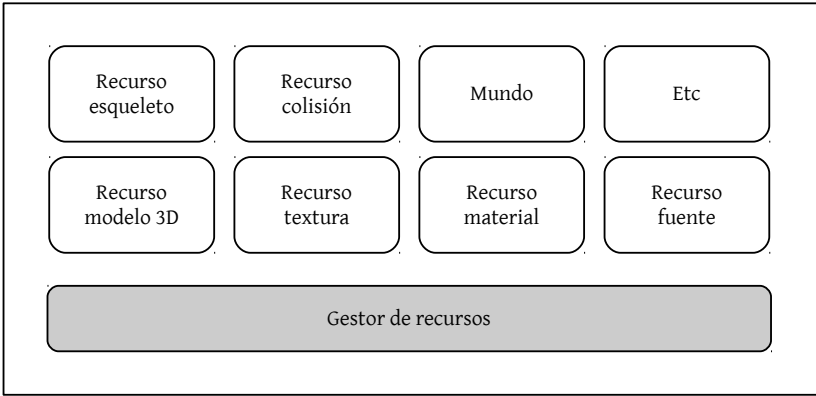 Recurso
esqueleto
Recurso
colisión
Mundo
Etc
Recurso
modelo 3D
Recurso
textura
Recurso
material
Recurso
fuente
Gestor de recursos